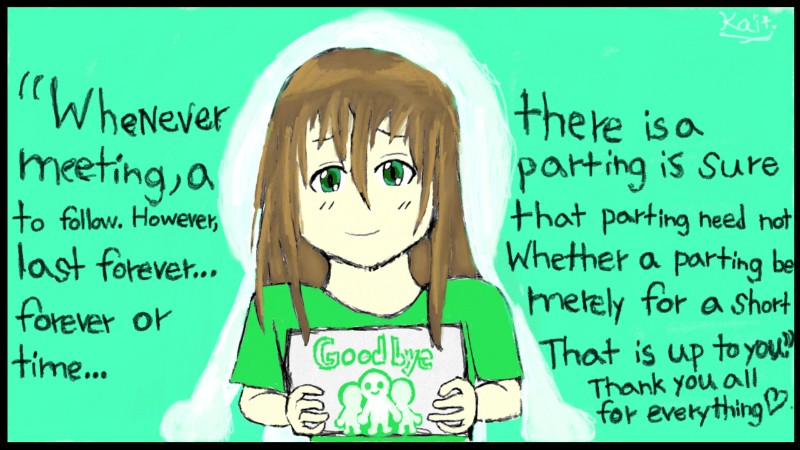 Kait.
“Whenever there is a
meeting, a parting is sure
to follow. However, that parting need not
last forever... Whether a parting be
forever or merely for a short
time... That is up to you”
Thank you all
for everything♡
Goodbye